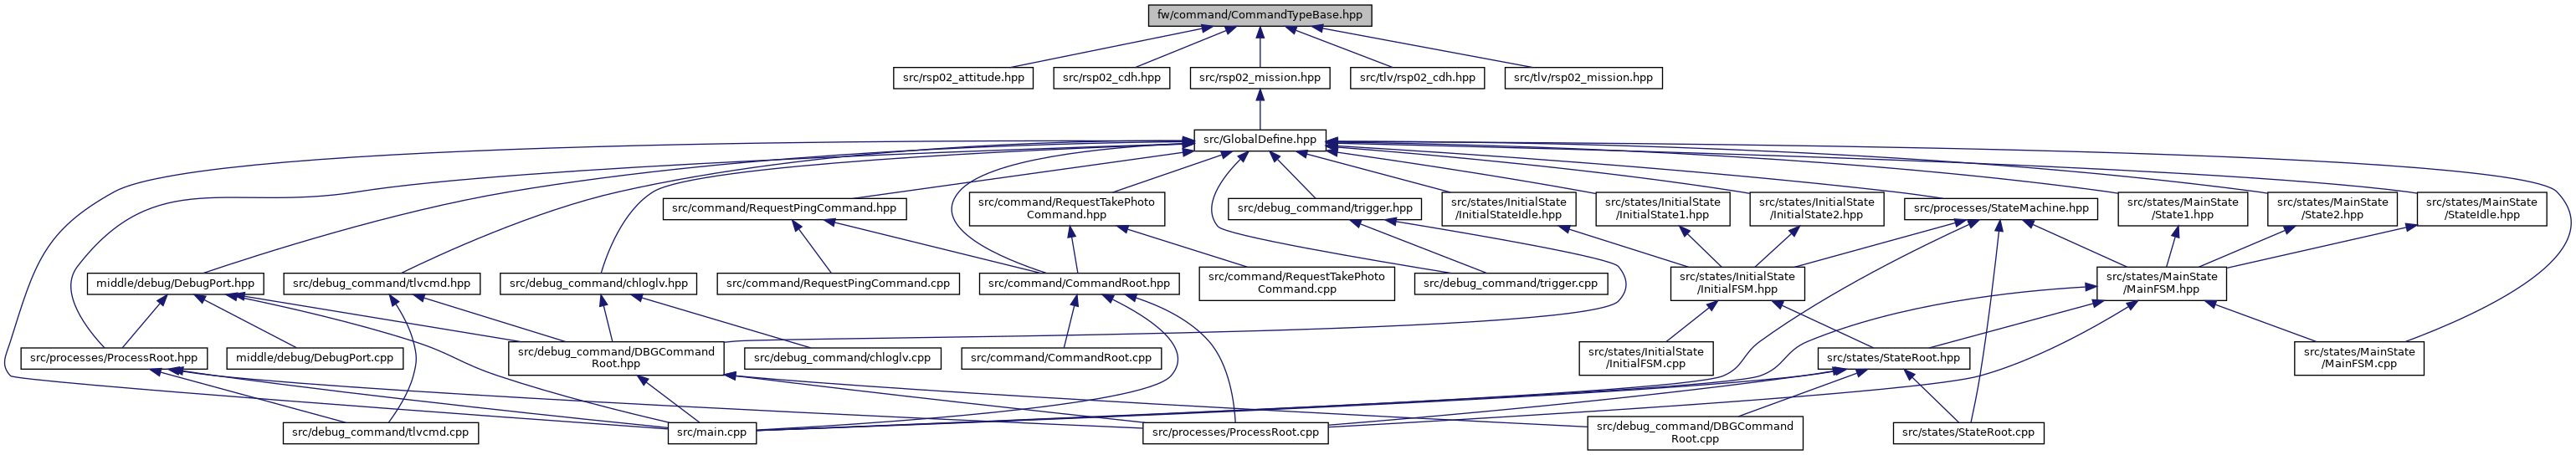 fw/command/CommandTypeBase.hpp
src/rsp02_attitude.hpp
src/rsp02_cdh.hpp
src/rsp02_mission.hpp
src/tlv/rsp02_cdh.hpp
src/tlv/rsp02_mission.hpp
src/GlobalDefine.hpp
src/command/RequestPingCommand.hpp
src/command/RequestTakePhoto
Command.hpp
src/debug_command/trigger.hpp
src/states/InitialState
/InitialStateIdle.hpp
src/states/InitialState
/InitialState1.hpp
src/states/InitialState
/InitialState2.hpp
src/processes/StateMachine.hpp
src/states/MainState
/State1.hpp
src/states/MainState
/State2.hpp
src/states/MainState
/StateIdle.hpp
middle/debug/DebugPort.hpp
src/debug_command/tlvcmd.hpp
src/debug_command/chloglv.hpp
src/command/RequestPingCommand.cpp
src/command/CommandRoot.hpp
src/command/RequestTakePhoto
Command.cpp
src/debug_command/trigger.cpp
src/states/InitialState
/InitialFSM.hpp
src/states/MainState
/MainFSM.hpp
src/processes/ProcessRoot.hpp
middle/debug/DebugPort.cpp
src/debug_command/DBGCommand
Root.hpp
src/debug_command/chloglv.cpp
src/command/CommandRoot.cpp
src/states/InitialState
/InitialFSM.cpp
src/states/StateRoot.hpp
src/states/MainState
/MainFSM.cpp
src/debug_command/tlvcmd.cpp
src/main.cpp
src/processes/ProcessRoot.cpp
src/debug_command/DBGCommand
Root.cpp
src/states/StateRoot.cpp